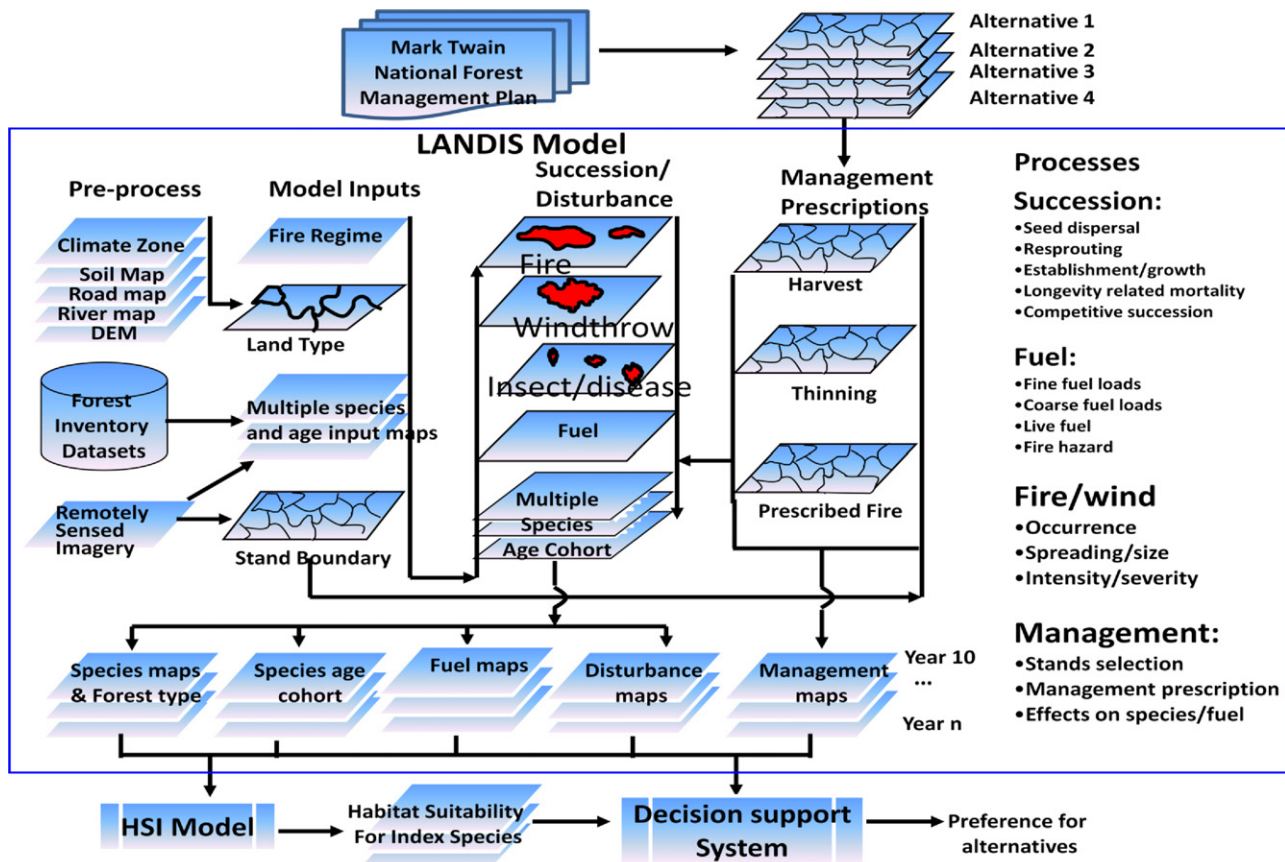 Mark Twain
National Forest
Management Plan
Alternative 1
Alternative 2
Alternative 3
Alternative 4
LANDIS Model
Pre-process
Climate Zone
Soil Map
Road map
River map
DEM
Forest
Inventory
Datasets
Remotely
Sensed
Imagery
Model Inputs
Fire Regime
Land Type
Multiple species
and age input maps
Stand Boundary
Succession/
Disturbance
Fire
Windthrow
Insect/disease
Fuel
Multiple
Species
Age Cohort
Management
Prescriptions
Harvest
Thinning
Prescribed Fire
Processes
Succession:
•Seed dispersal
•Resprouting
•Establishment/growth
•Longevity related mortality
•Competitive succession
Fuel:
•Fine fuel loads
•Coarse fuel loads
•Live fuel
•Fire hazard
Fire/wind
•Occurrence
•Spreading/size
•Intensity/severity
Management:
•Stands selection
•Management prescription
•Effects on species/fuel
Species maps
& Forest type
Species age
cohort
Fuel maps
Disturbance
maps
Management
maps
Year 10
...
Year n
HSI Model
Habitat Suitability
For Index Species
Decision support
System
Preference for
alternatives